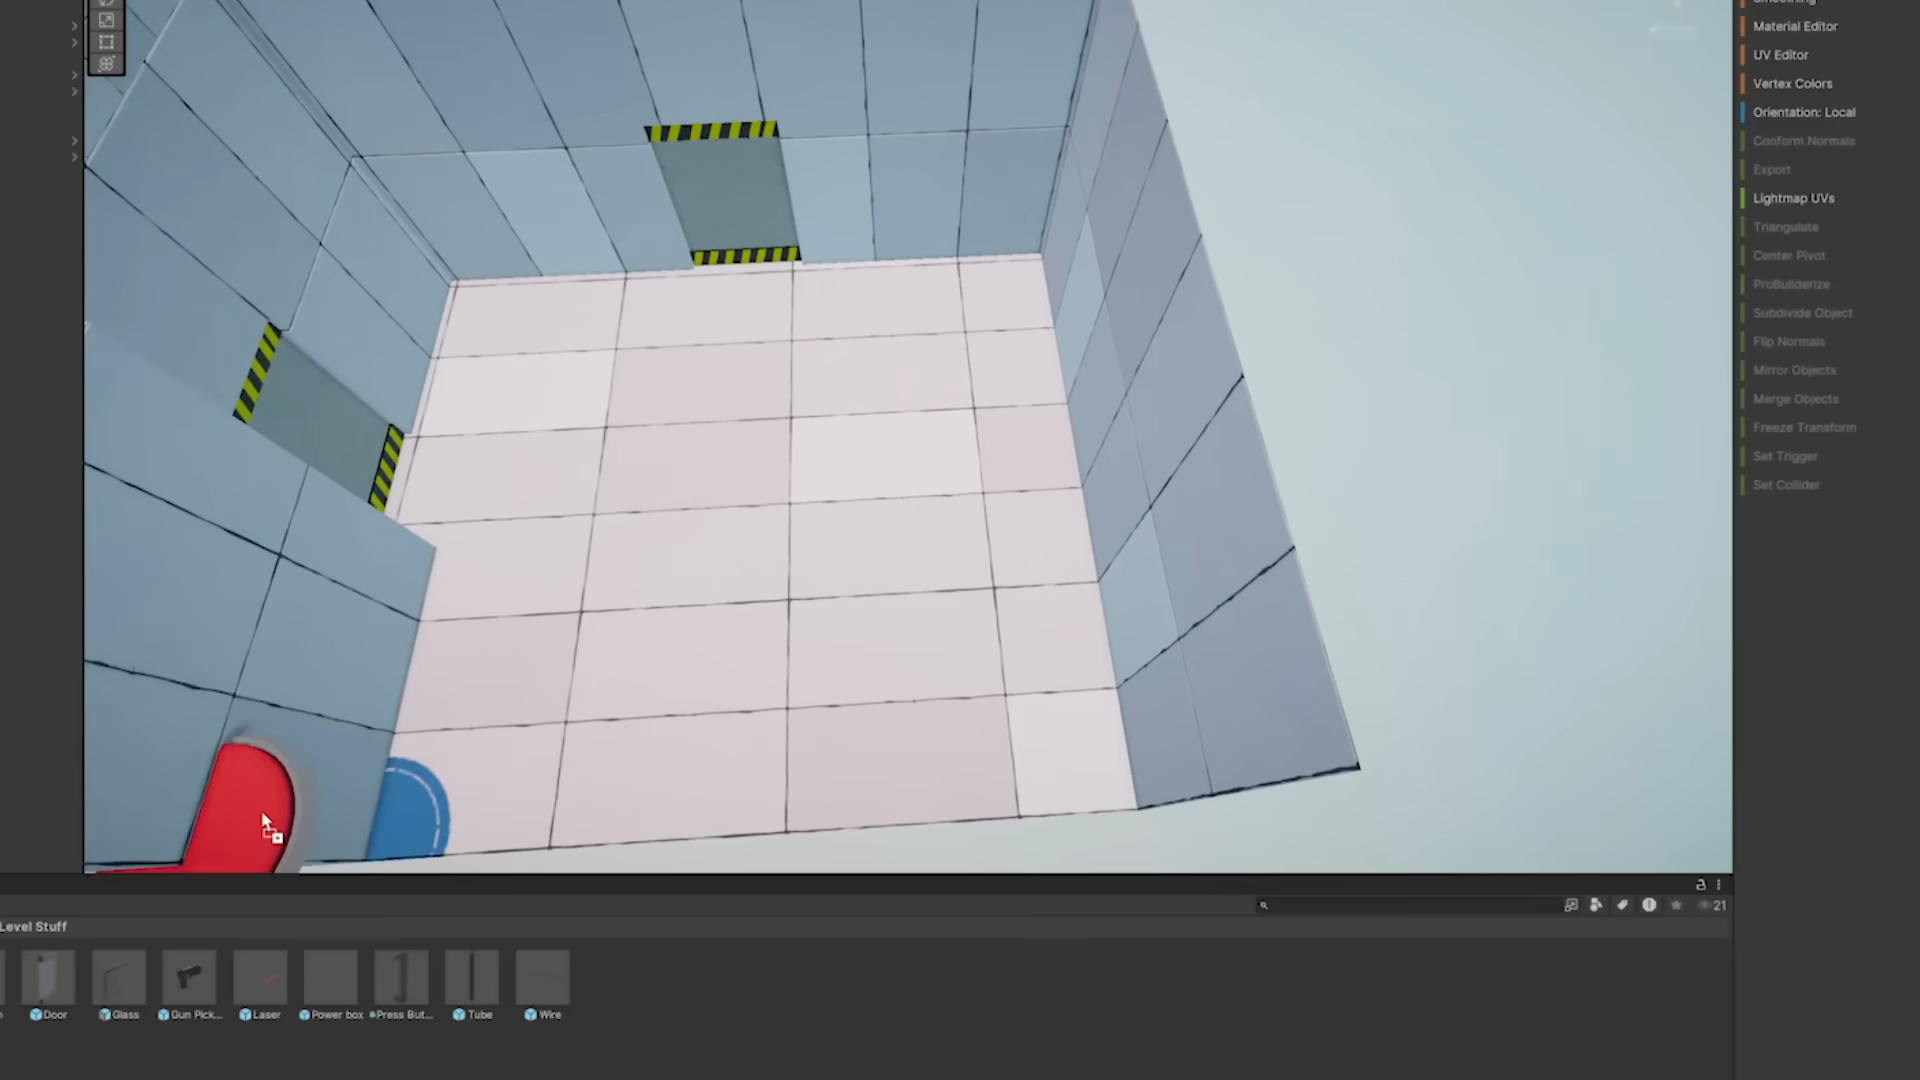 Smoothing
Material Editor
UV Editor
Vertex Colors
Orientation: Local
Conform Normals
Export
Lightmap UVs
Triangulate
Center Pivot
ProBuilderize
Subdivide Object
Flip Normals
Mirror Objects
Merge Objects
Freeze Transform
Set Trigger
Set Collider
21
Level Stuff
Door
Glass
Gun Pick...
Laser
Power box
Press But...
Tube
Wire